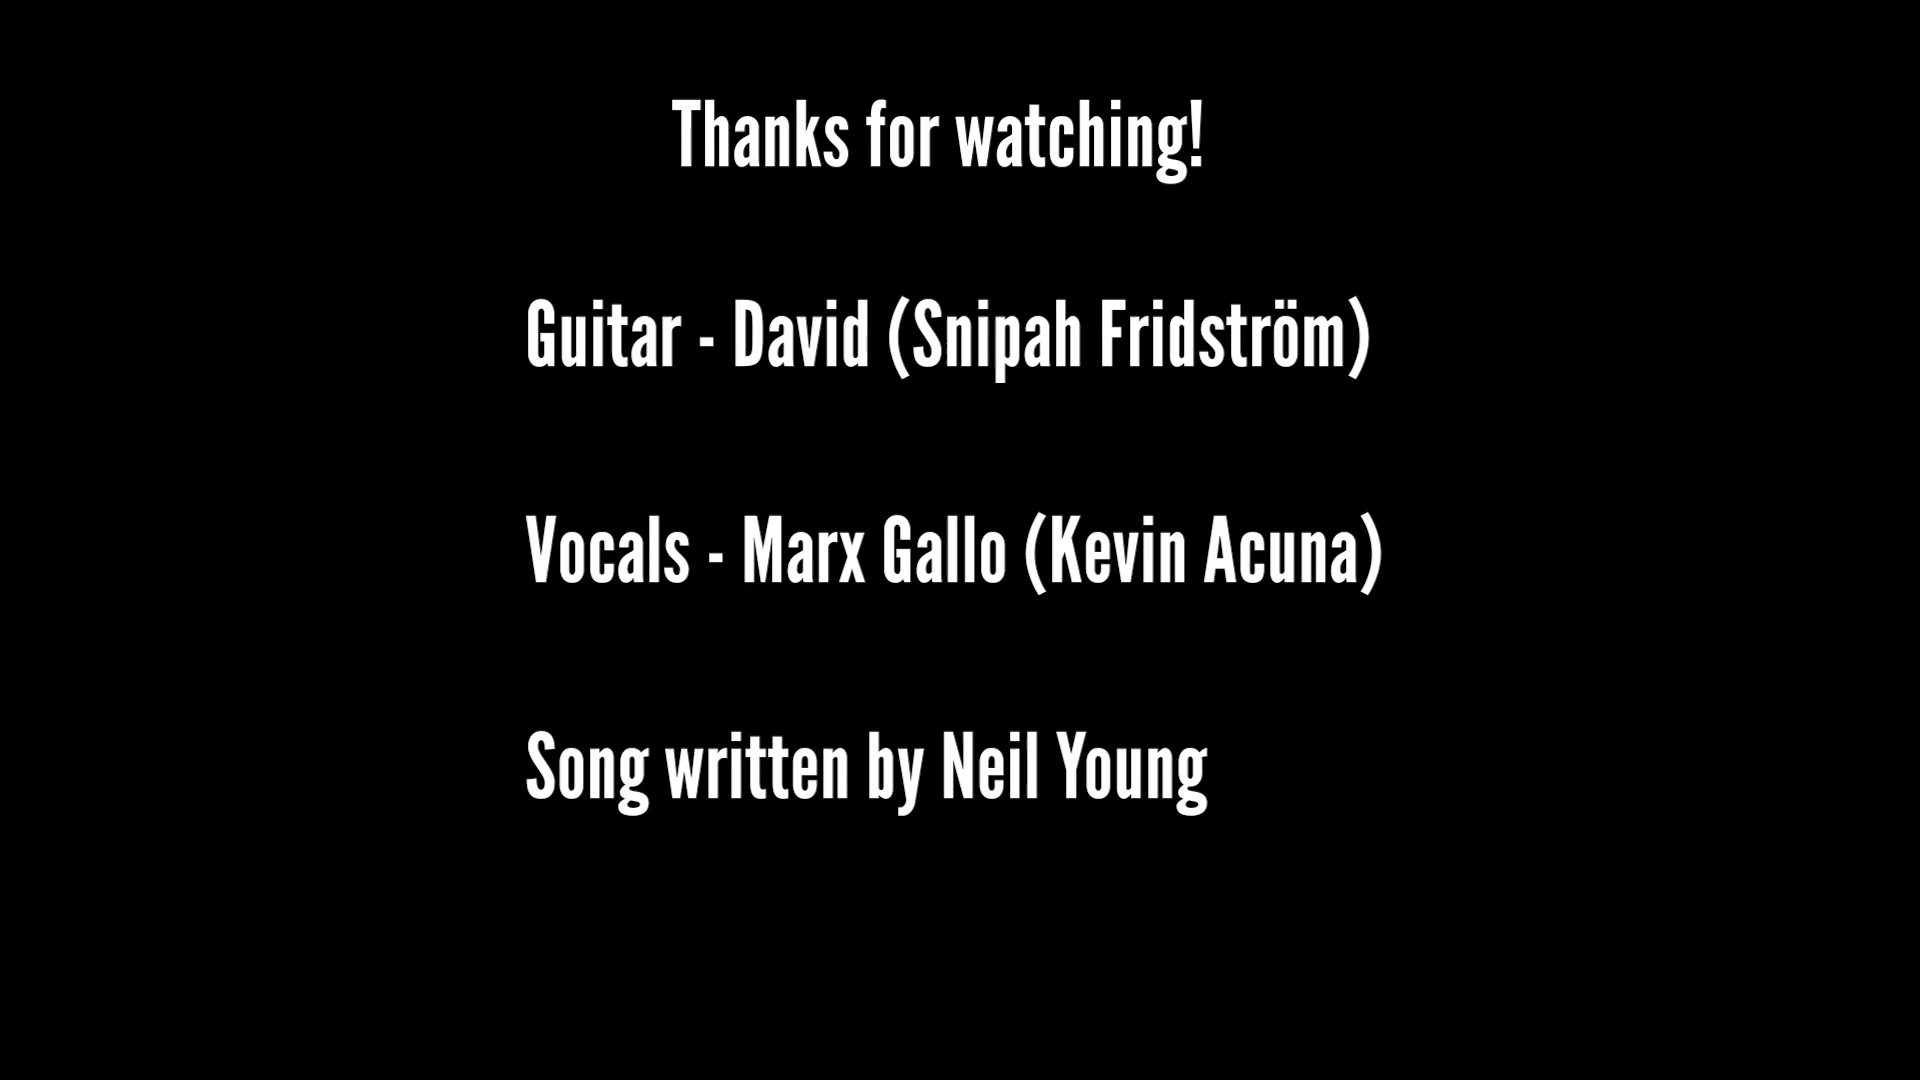 Thanks for watching!
Guitar - David (Snipah Fridström)
Vocals - Marx Gallo (Kevin Acuna)
Song written by Neil Young